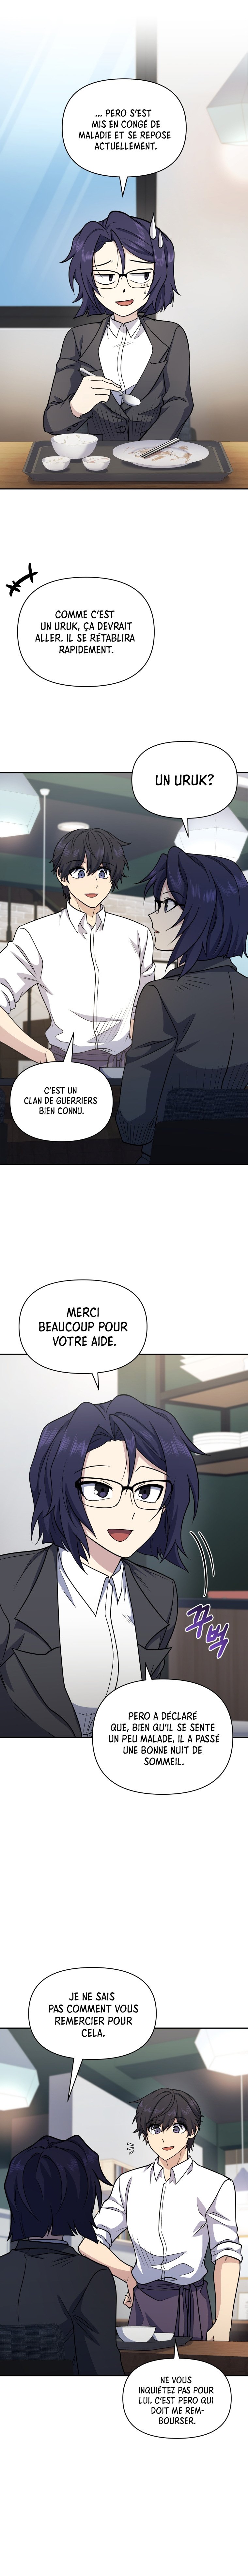 ... PERO S'EST
MIS EN CONGÉ DE
MALADIE ET SE REPOSE
ACTUELLEMENT.
COMME C'EST
UN URUK, ÇA DEVRAIT
ALLER. IL SE RÉTABLIRA
RAPIDEMENT.
UN URUK?
C'EST UN
CLAN DE GUERRIERS
BIEN CONNU.
MERCI
BEAUCOUP POUR
VOTRE AIDE.
꾸벅
PERO A DÉCLARÉ
QUE, BIEN QU'IL SE SENTE
UN PEU MALADE, IL A PASSÉ
UNE BONNE NUIT DE
SOMMEIL.
JE NE SAIS
PAS COMMENT VOUS
REMERCIER POUR
CELA.
NE VOUS
INQUIÉTEZ PAS POUR
LUI. C'EST PERO QUI
DOIT ME REM-
BOURSER.